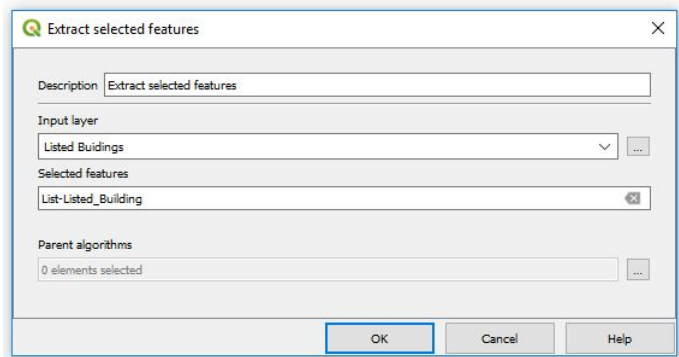 Extract selected features
Description Extract selected features
Input layer
Listed Buidings
...
Selected features
List-Listed_Building
Parent algorithms
0 elements selected
...
OK Cancel Help